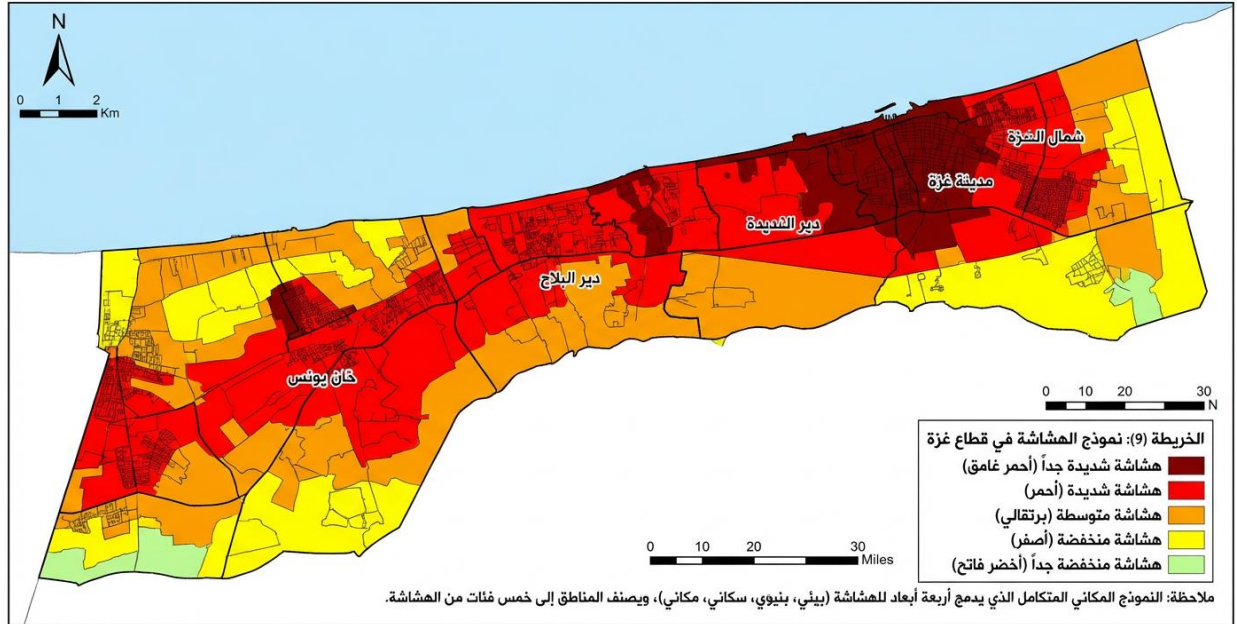 N
0 1 2
Km
شمال الغزة
مدينة غزة
دير الشديدة
دير البلاج
خان يونس
0 10 20 30
N
الخريطة (9): نموذج الهشاشة في قطاع غزة
هشاشة شديدة جداً (أحمر غامق)
هشاشة شديدة (أحمر)
هشاشة متوسطة (برتقالي)
هشاشة منخفضة (أصفر)
هشاشة منخفضة جداً (أخضر فاتح)
0 10 20 30
Miles
ملاحظة: النموذج المكاني المتكامل الذي يدمج أربعة أبعاد للهشاشة (بيئي، بنيوي، سكاني، مكاني)، ويصنف المناطق إلى خمس فئات من الهشاشة.